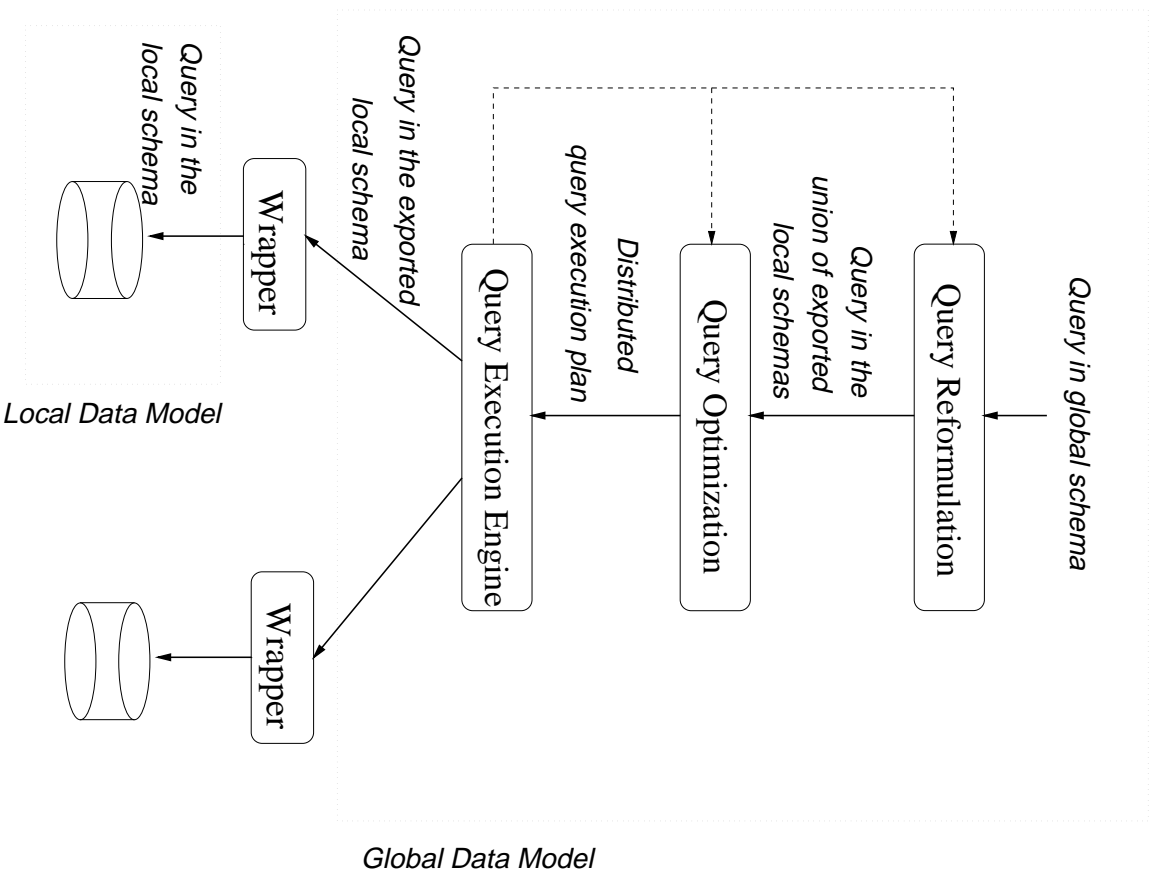 Query in global schema
Query Reformulation
Query in the
union of exported
local schemas
Query Optimization
Distributed
query execution plan
Query Execution Engine
Query in the exported
local schema
Wrapper
Wrapper
Query in the
local schema
Local Data Model
Global Data Model